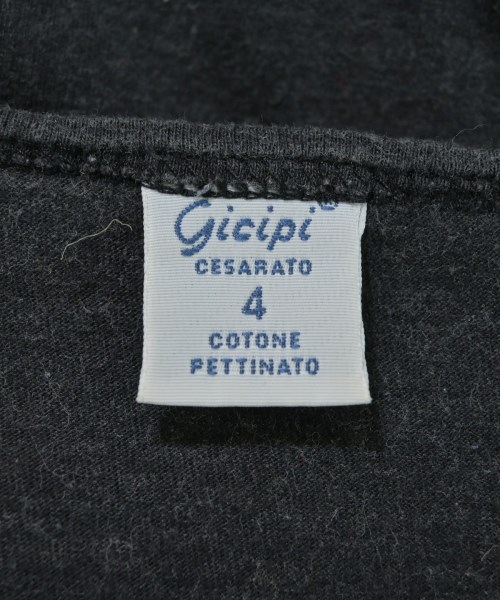 Gicipi
CESARATO
4
COTONE
PETTINATO